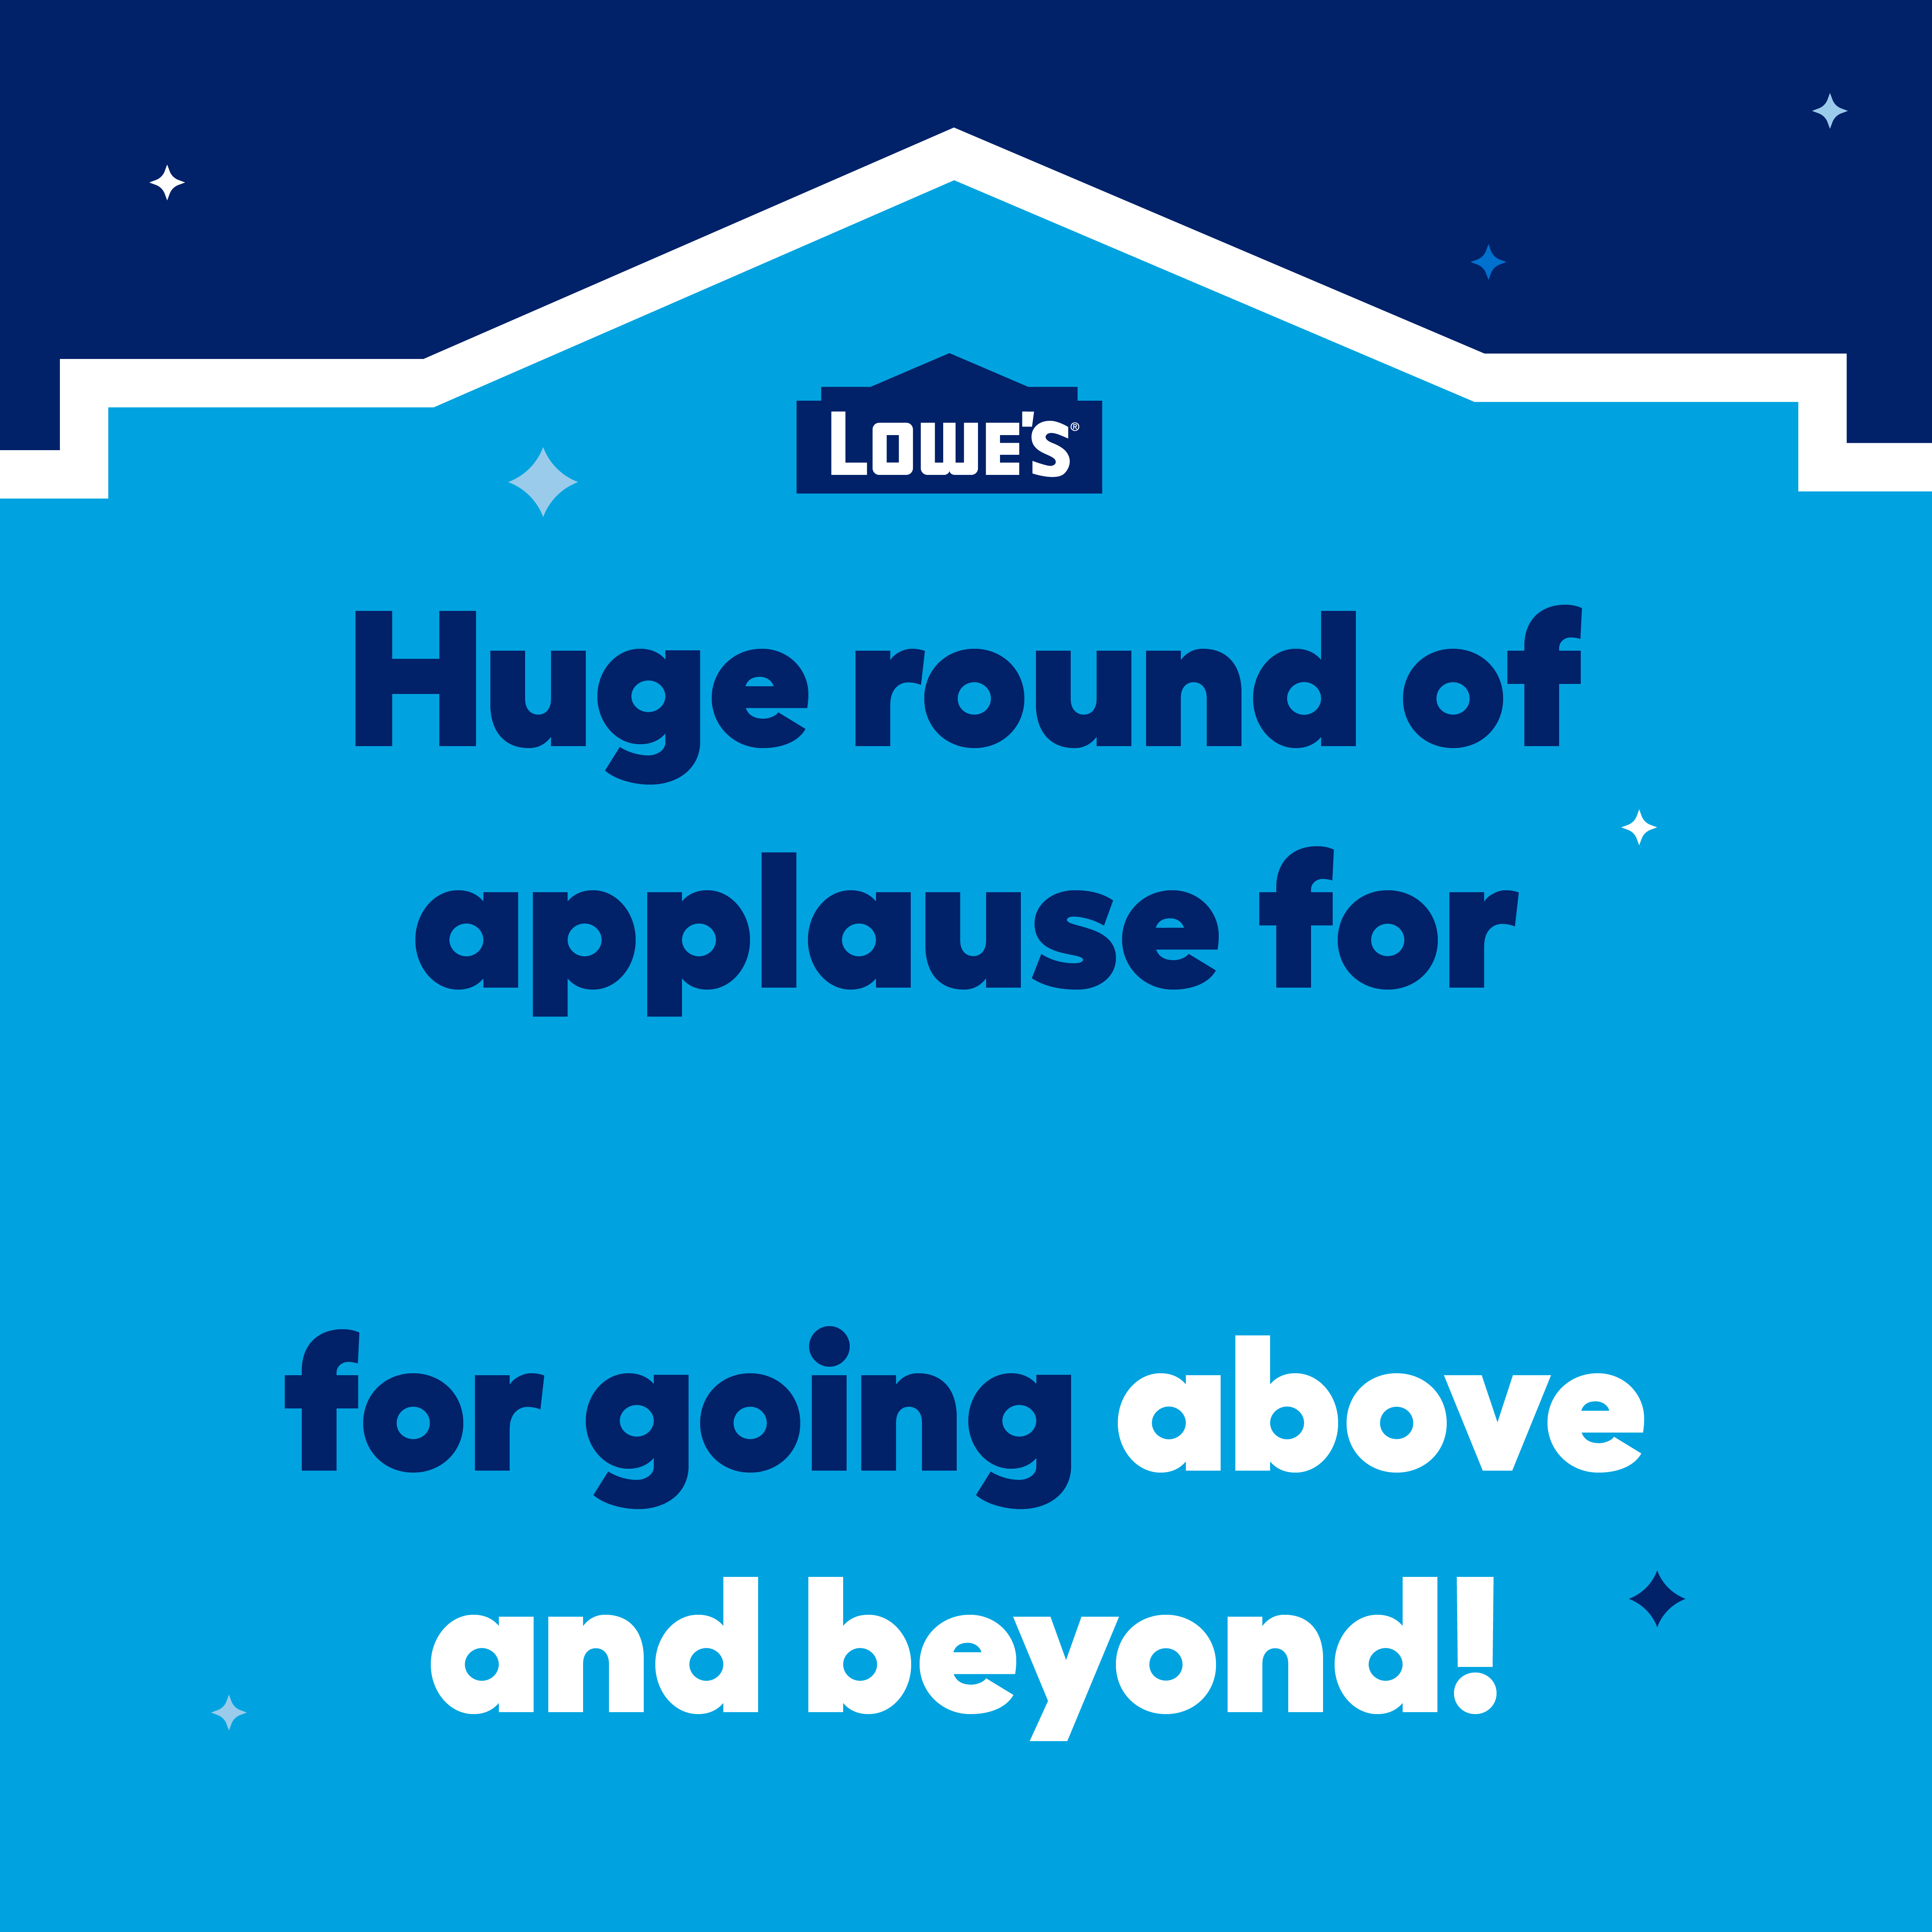 LOWE'S®
Huge round of
applause for
for going above
and beyond!